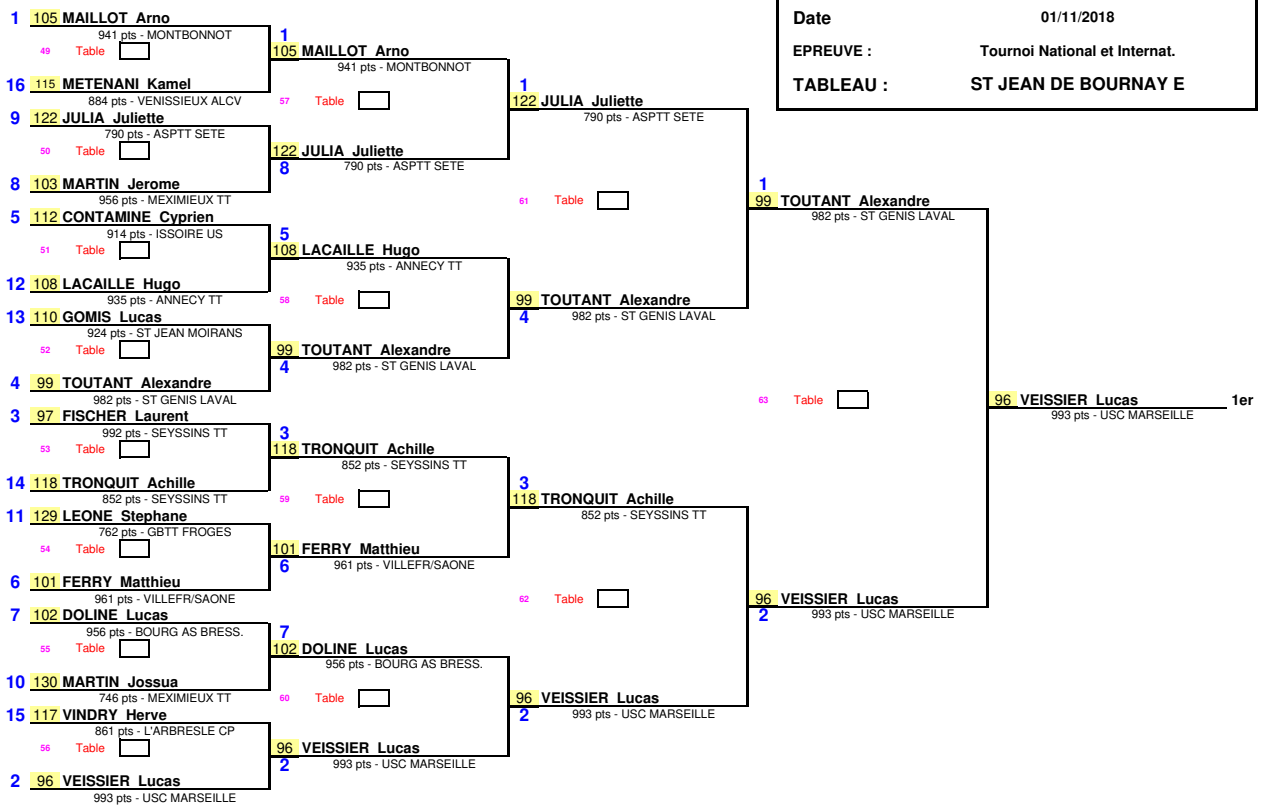 Date 01/11/2018
EPREUVE : Tournoi National et Internat.
TABLEAU : ST JEAN DE BOURNAY E
1 105 MAILLOT Arno
941 pts - MONTBONNOT
49 Table
16 115 METENANI Kamel
884 pts - VENISSIEUX ALCV
9 122 JULIA Juliette
790 pts - ASPTT SETE
50 Table
8 103 MARTIN Jerome
956 pts - MEXIMIEUX TT
5 112 CONTAMINE Cyprien
914 pts - ISSOIRE US
51 Table
12 108 LACAILLE Hugo
935 pts - ANNECY TT
13 110 GOMIS Lucas
924 pts - ST JEAN MOIRANS
52 Table
4 99 TOUTANT Alexandre
982 pts - ST GENIS LAVAL
3 97 FISCHER Laurent
992 pts - SEYSSINS TT
53 Table
14 118 TRONQUIT Achille
852 pts - SEYSSINS TT
11 129 LEONE Stephane
762 pts - GBTT FROGES
54 Table
6 101 FERRY Matthieu
961 pts - VILLEFR/SAONE
7 102 DOLINE Lucas
956 pts - BOURG AS BRESS.
55 Table
10 130 MARTIN Jossua
746 pts - MEXIMIEUX TT
15 117 VINDRY Herve
861 pts - L'ARBRESLE CP
56 Table
2 96 VEISSIER Lucas
993 pts - USC MARSEILLE
1
105 MAILLOT Arno
941 pts - MONTBONNOT
57 Table
122 JULIA Juliette
8
790 pts - ASPTT SETE
5
108 LACAILLE Hugo
935 pts - ANNECY TT
58 Table
99 TOUTANT Alexandre
4
982 pts - ST GENIS LAVAL
3
118 TRONQUIT Achille
852 pts - SEYSSINS TT
59 Table
101 FERRY Matthieu
6
961 pts - VILLEFR/SAONE
7
102 DOLINE Lucas
956 pts - BOURG AS BRESS.
60 Table
96 VEISSIER Lucas
2
993 pts - USC MARSEILLE
1
122 JULIA Juliette
790 pts - ASPTT SETE
61 Table
99 TOUTANT Alexandre
4
982 pts - ST GENIS LAVAL
3
118 TRONQUIT Achille
852 pts - SEYSSINS TT
62 Table
96 VEISSIER Lucas
2
993 pts - USC MARSEILLE
1
99 TOUTANT Alexandre
982 pts - ST GENIS LAVAL
63 Table
96 VEISSIER Lucas
2
993 pts - USC MARSEILLE
96 VEISSIER Lucas 1er
993 pts - USC MARSEILLE